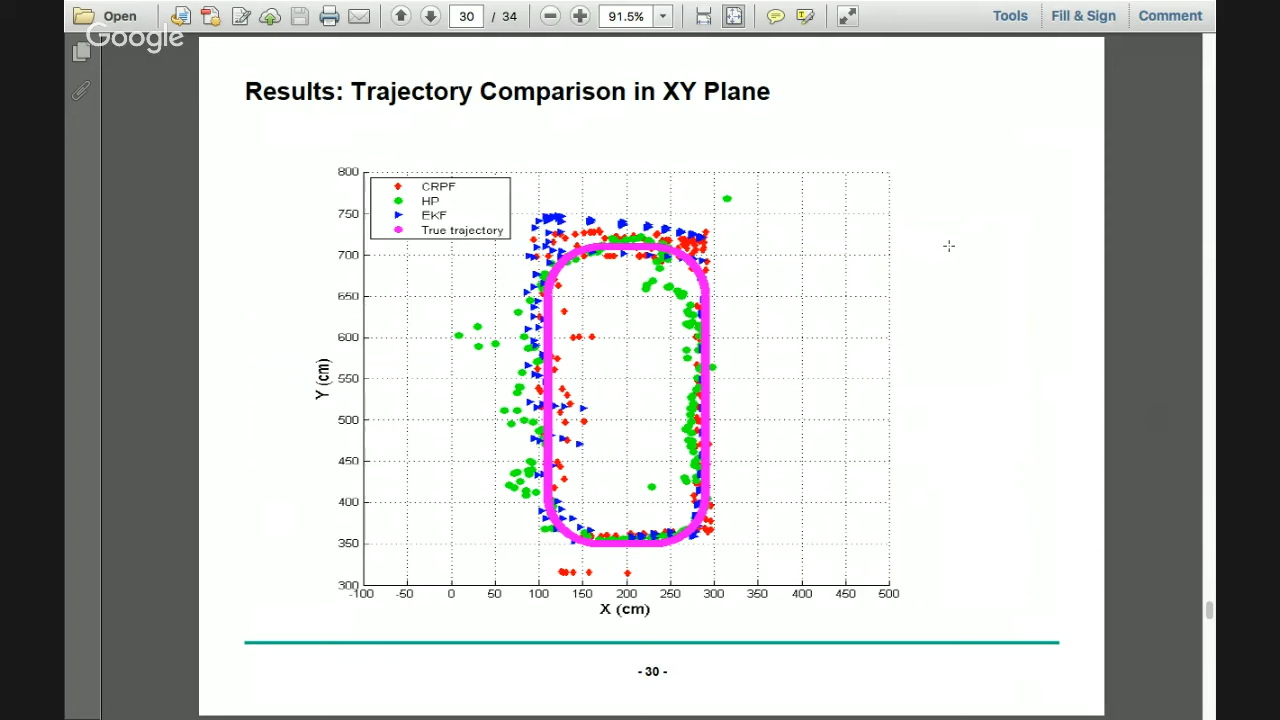 Open 30 / 34 91.5% Tools Fill & Sign Comment
Google
Results: Trajectory Comparison in XY Plane
CRPF
HP
EKF
True trajectory
800
750
700
650
600
550
500
450
400
350
300
Y (cm)
-100 -50 0 50 100 150 200 250 300 350 400 450 500
X (cm)
- 30 -